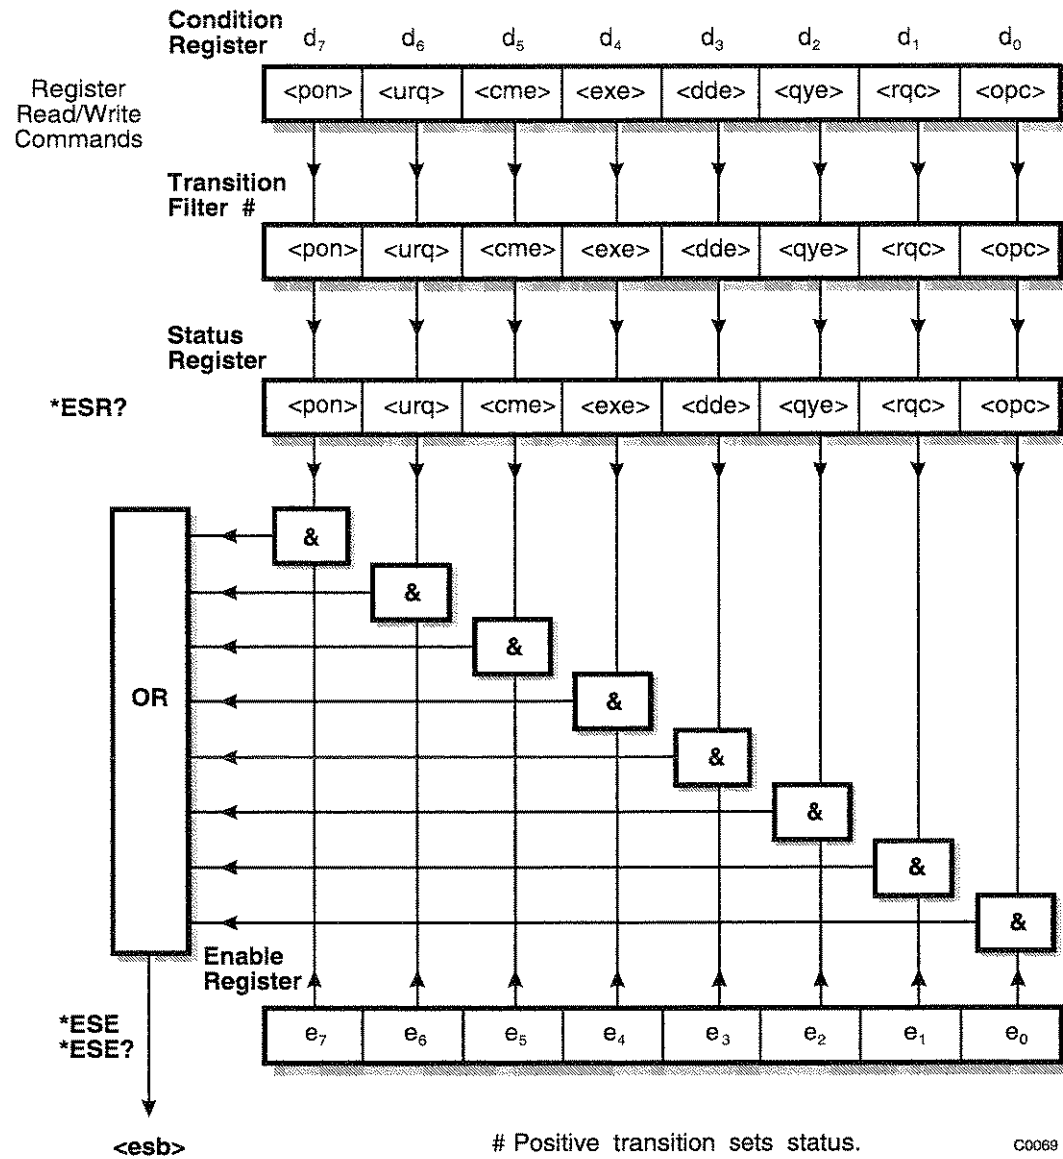 Condition
Register d₇ d₆ d₅ d₄ d₃ d₂ d₁ d₀
Register
Read/Write
Commands
<pon> <urq> <cme> <exe> <dde> <qye> <rqc> <opc>
Transition
Filter #
<pon> <urq> <cme> <exe> <dde> <qye> <rqc> <opc>
Status
Register
*ESR? <pon> <urq> <cme> <exe> <dde> <qye> <rqc> <opc>
&
&
&
&
&
&
&
&
OR
Enable
Register
*ESE
*ESE?
e₇ e₆ e₅ e₄ e₃ e₂ e₁ e₀
<esb>
# Positive transition sets status.
C0069